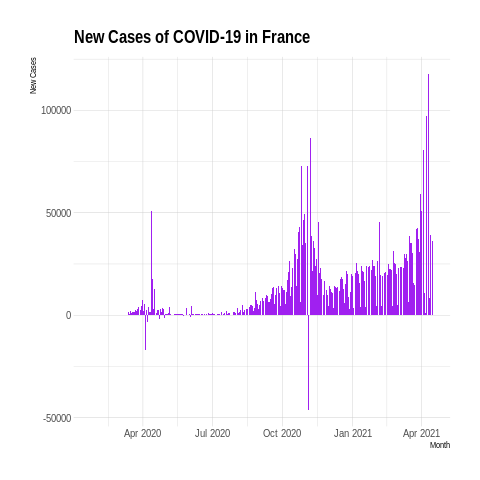 New Cases of COVID-19 in France
New Cases
100000
50000
0
-50000
Apr 2020 Jul 2020 Oct 2020 Jan 2021 Apr 2021
Month